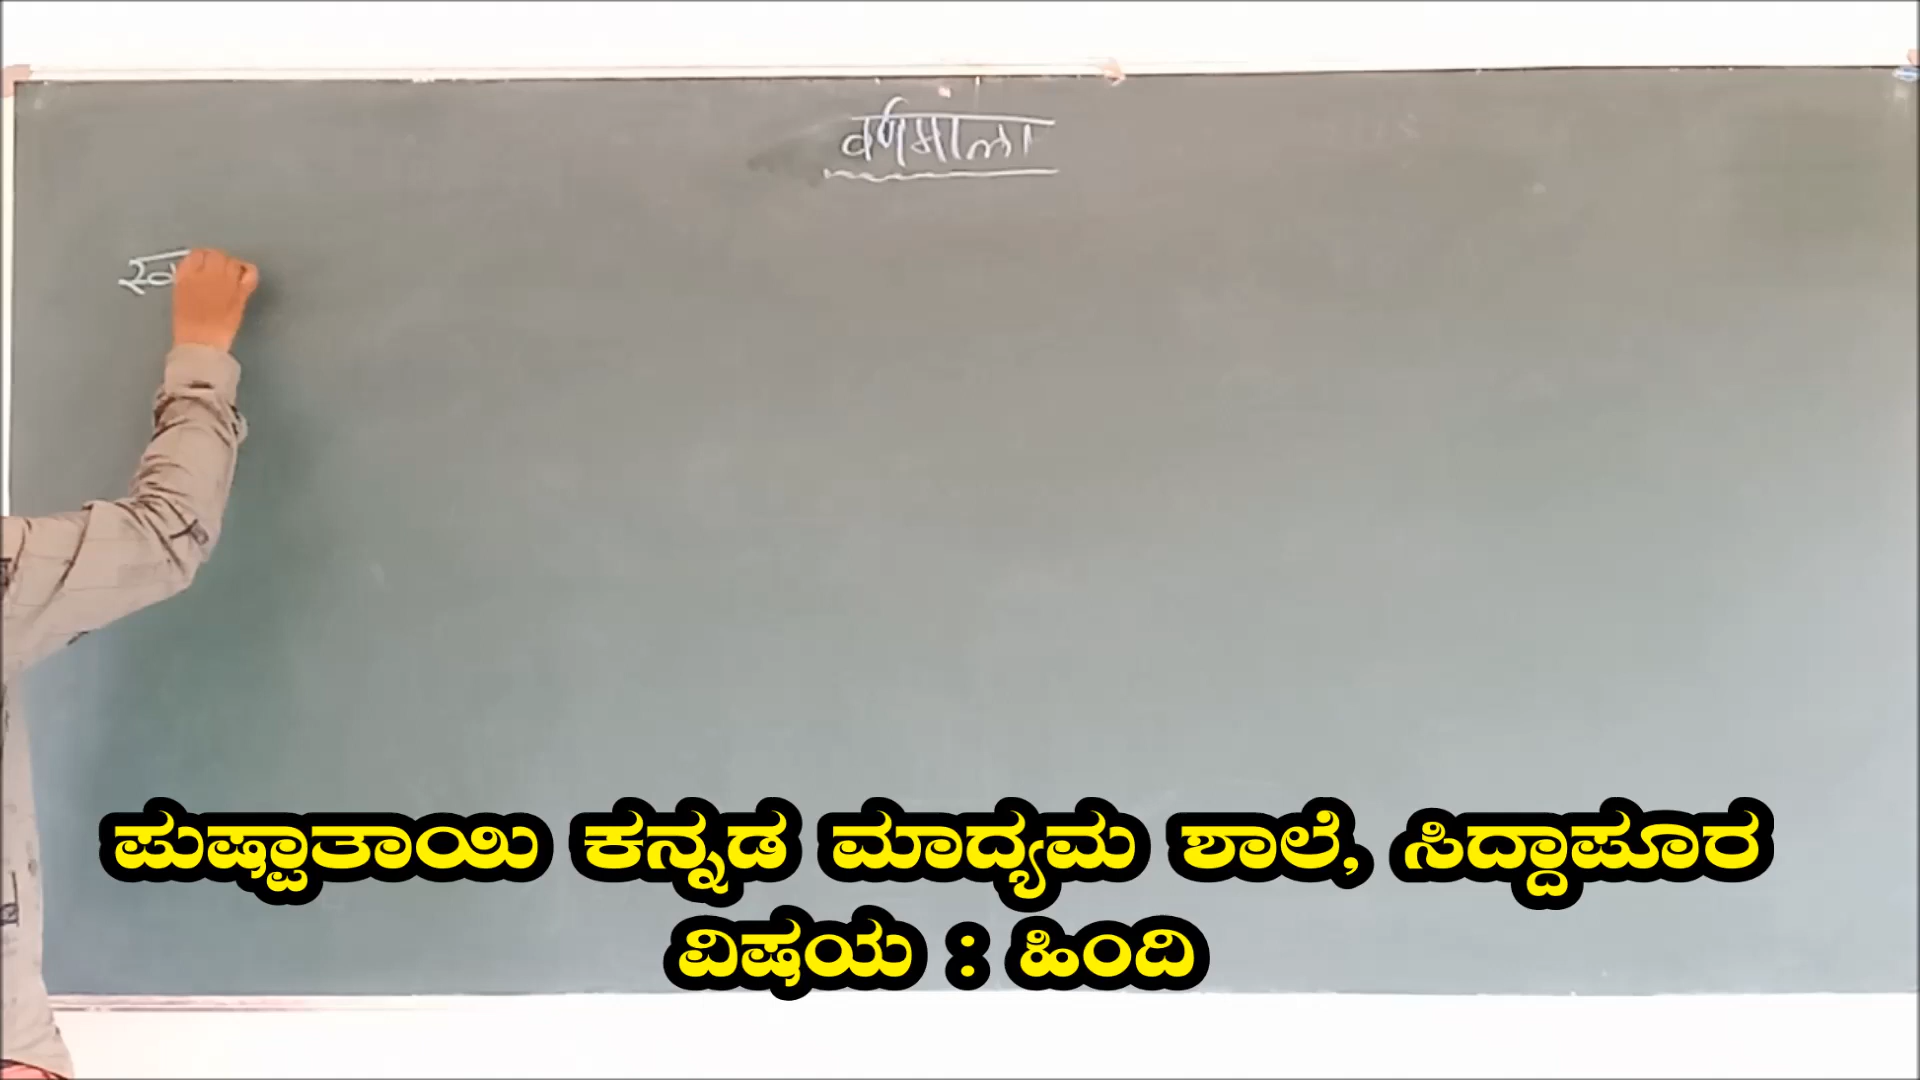 वर्णमाला
स्व
ಪುಷ್ಪಾತಾಯಿ ಕನ್ನಡ ಮಾದ್ಯಮ ಶಾಲೆ, ಸಿದ್ದಾಪೂರ
ವಿಷಯ : ಹಿಂದಿ